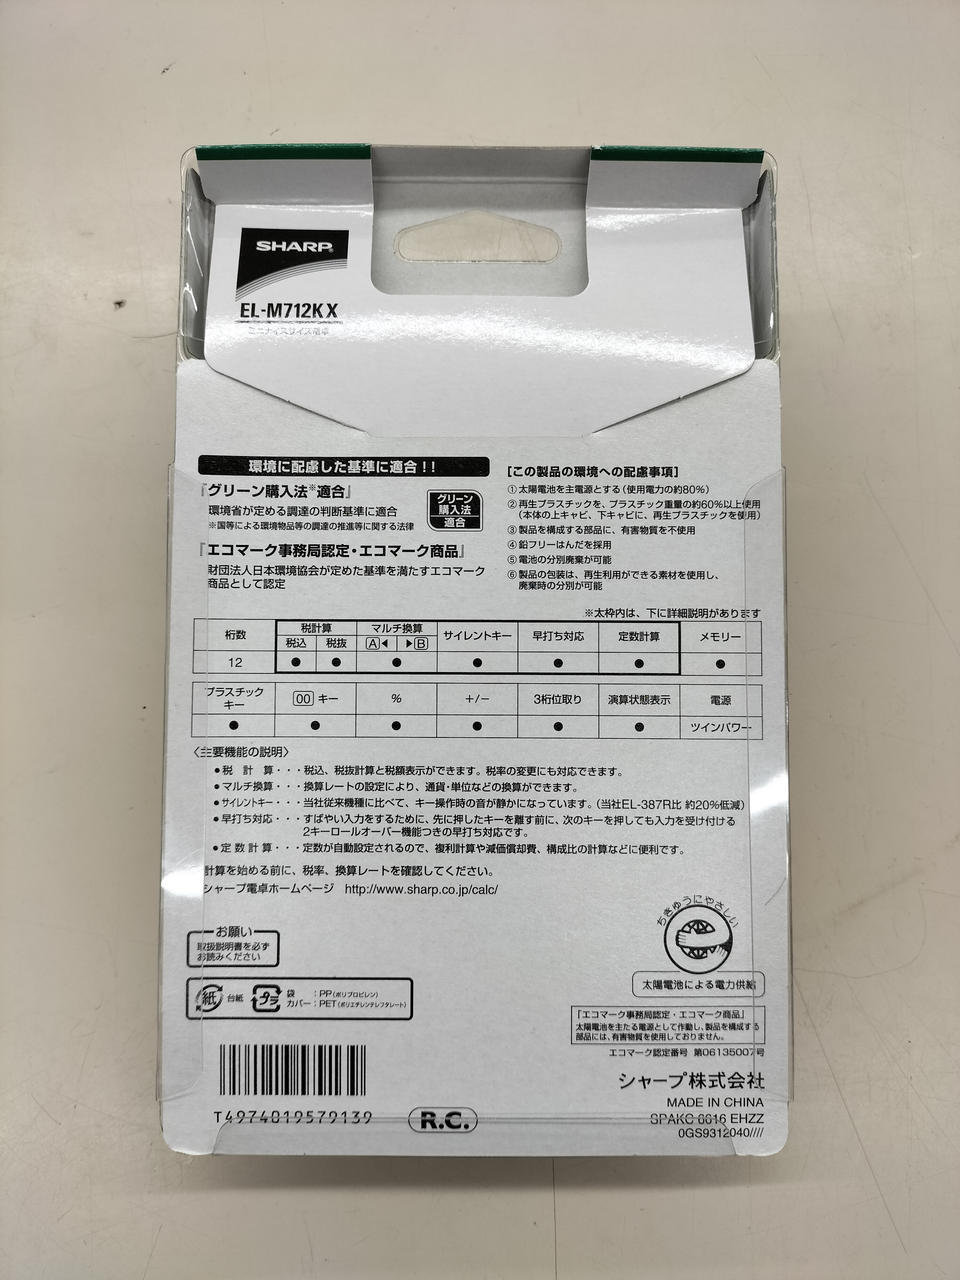 SHARP
EL-M712KX
ミニナイスサイズ電卓
環境に配慮した基準に適合!!
『グリーン購入法※適合』
環境省が定める調達の判断基準に適合
※国等による環境物品等の調達の推進等に関する法律
グリーン
購入法
適合
『エコマーク事務局認定・エコマーク商品』
財団法人日本環境協会が定めた基準を満たすエコマーク
商品として認定
[この製品の環境への配慮事項]
①太陽電池を主電源とする(使用電力の約80%)
②再生プラスチックを、プラスチック重量の約60%以上使用
(本体の上キャビ、下キャビに、再生プラスチックを使用)
③製品を構成する部品に、有害物質を不使用
④鉛フリーはんだを採用
⑤電池の分別廃棄が可能
⑥製品の包装は、再生利用ができる素材を使用し、
廃棄時の分別が可能
※太枠内は、下に詳細説明があります
桁数 税計算 マルチ換算 サイレントキー 早打ち対応 定数計算 メモリー
税込 税抜 A◀ ▶B
12 ● ● ● ● ● ● ●
プラスチック
キー 00 キー % +/− 3桁位取り 演算状態表示 電源
● ● ● ● ● ● ツインパワー
〈主要機能の説明〉
●税計算・・・税込、税抜計算と税額表示ができます。税率の変更にも対応できます。
●マルチ換算・・・換算レートの設定により、通貨・単位などの換算ができます。
●サイレントキー・・・当社従来機種に比べて、キー操作時の音が静かになっています。(当社EL-387R比 約20%低減)
●早打ち対応・・・すばやい入力をするために、先に押したキーを離す前に、次のキーを押しても入力を受け付ける
2キーロールオーバー機能つきの早打ち対応です。
●定数計算・・・定数が自動設定されるので、複利計算や減価償却費、構成比の計算などに便利です。
計算を始める前に、税率、換算レートを確認してください。
シャープ電卓ホームページ http://www.sharp.co.jp/calc/
お願い
取扱説明書を必ず
お読みください
ちきゅうにやさしい
太陽電池による電力供給
紙 台紙 プラ 袋 :PP(ポリプロピレン)
カバー:PET(ポリエチレンテレフタレート)
「エコマーク事務局認定・エコマーク商品」
太陽電池を主たる電源として作動し、製品を構成する
部品には、有害物質を使用しておりません。
エコマーク認定番号 第06135007号
シャープ株式会社
MADE IN CHINA
SPAKC 6616 EHZZ
0GS9312040////
T4974019579139
R.C.